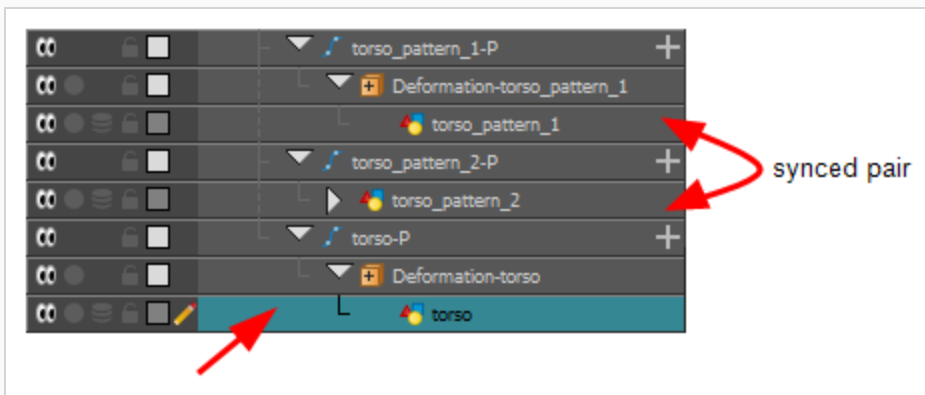 torso_pattern_1-P
Deformation-torso_pattern_1
torso_pattern_1
torso_pattern_2-P
synced pair
torso_pattern_2
torso-P
Deformation-torso
torso